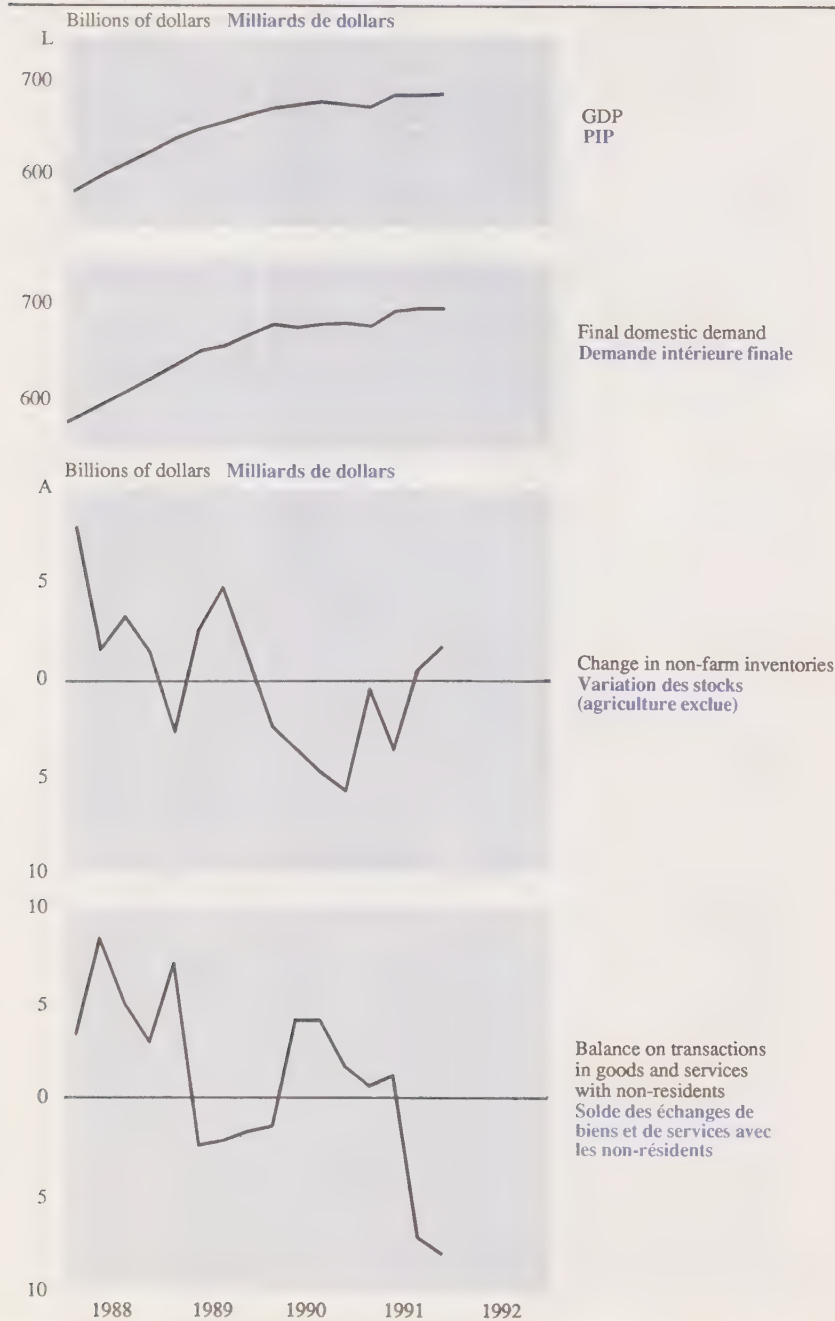 Billions of dollars Milliards de dollars
L
700
600
GDP
PIP
700
600
Final domestic demand
Demande intérieure finale
Billions of dollars Milliards de dollars
A
5
0
5
10
Change in non-farm inventories
Variation des stocks
(agriculture exclue)
10
5
0
5
10
Balance on transactions
in goods and services
with non-residents
Solde des échanges de
biens et de services avec
les non-résidents
1988 1989 1990 1991 1992